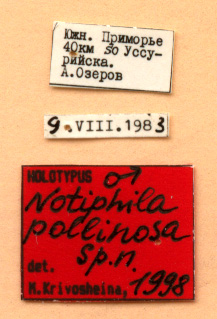 Южн. Приморье
40км so Уссу-
рийска.
А.Озеров
9.VIII.1983
HOLOTYPUS ♂
Notiphila
pollinosa
Sp.n.
det.
M.Krivosheina, 1998